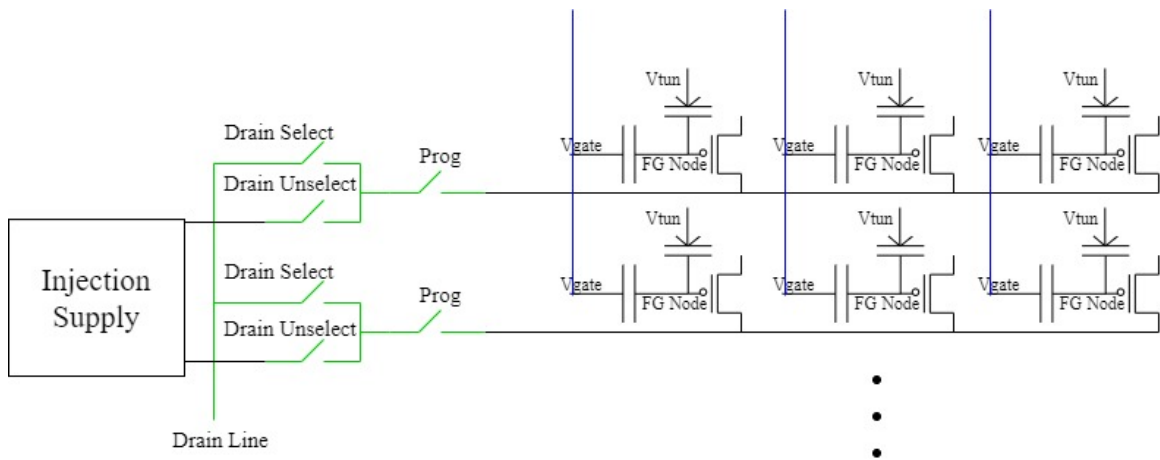 Vtun Vtun Vtun
Drain Select
Vgate FG Node Vgate FG Node Vgate FG Node
Prog
Drain Unselect
Vtun Vtun Vtun
Injection
Supply
Drain Select
Vgate FG Node Vgate FG Node Vgate FG Node
Prog
Drain Unselect
Drain Line